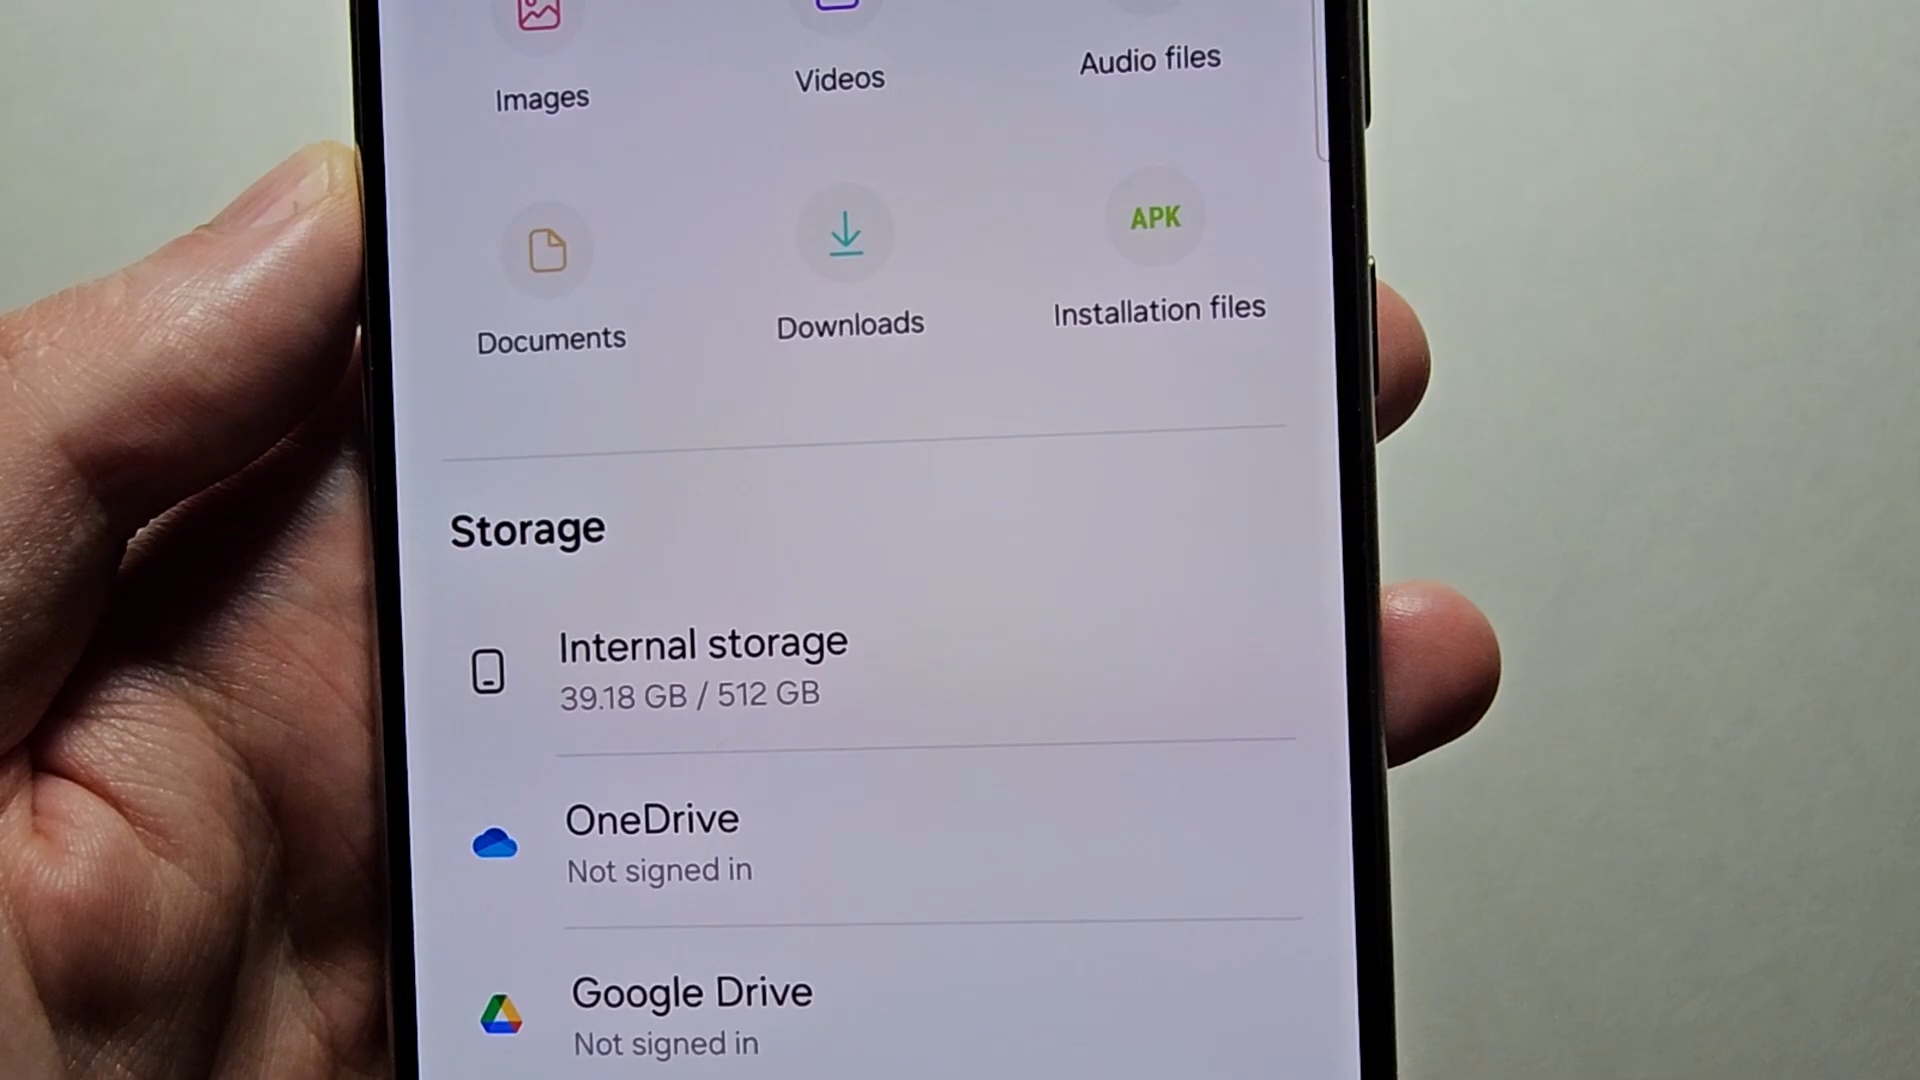 Images
Videos
Audio files
APK
Documents
Downloads
Installation files
Storage
Internal storage
39.18 GB / 512 GB
OneDrive
Not signed in
Google Drive
Not signed in